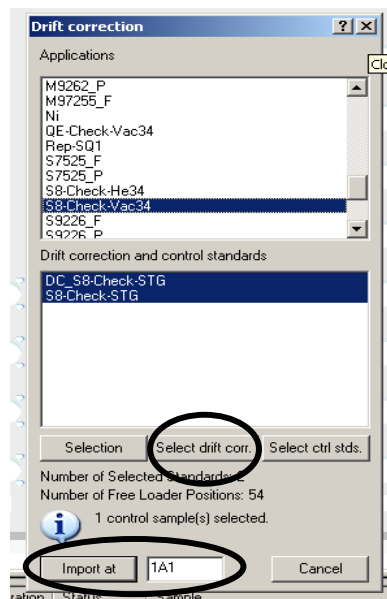 Drift correction
Clo
Applications
M9262_P
M97255_F
Ni
QE-Check-Vac34
Rep-SQ1
S7525_F
S7525_P
S8-Check-He34
S8-Check-Vac34
S9226_F
S9226_P
Drift correction and control standards
DC_S8-Check-STG
S8-Check-STG
Selection Select drift corr. Select ctrl stds.
Number of Selected Standards: 2
Number of Free Loader Positions: 54
1 control sample(s) selected.
Import at 1A1 Cancel
ration Status Sample